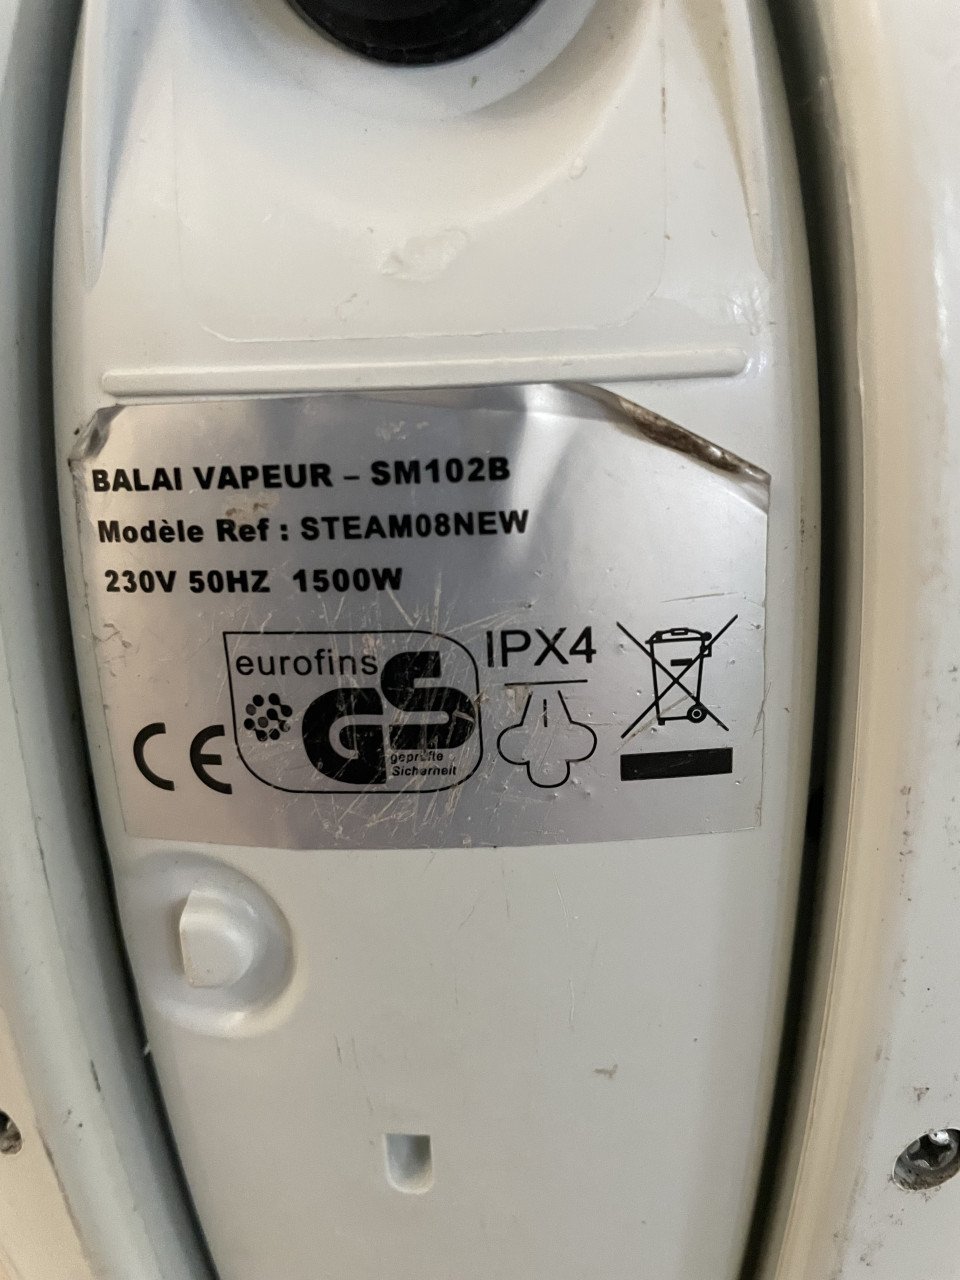 BALAI VAPEUR – SM102B
Modèle Ref : STEAM08NEW
230V 50HZ 1500W
eurofins
IPX4
GS
geprüfte
Sicherheit
CE